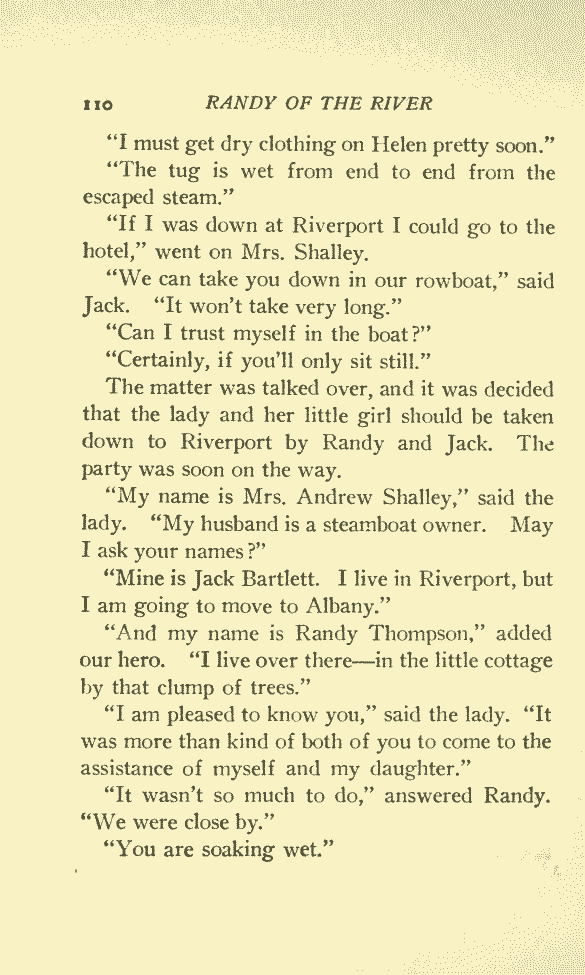 110 RANDY OF THE RIVER
“I must get dry clothing on Helen pretty soon.”
“The tug is wet from end to end from the
escaped steam.”
“If I was down at Riverport I could go to the
hotel,” went on Mrs. Shalley.
“We can take you down in our rowboat,” said
Jack. “It won’t take very long.”
“Can I trust myself in the boat?”
“Certainly, if you’ll only sit still.”
The matter was talked over, and it was decided
that the lady and her little girl should be taken
down to Riverport by Randy and Jack. The
party was soon on the way.
“My name is Mrs. Andrew Shalley,” said the
lady. “My husband is a steamboat owner. May
I ask your names?”
“Mine is Jack Bartlett. I live in Riverport, but
I am going to move to Albany.”
“And my name is Randy Thompson,” added
our hero. “I live over there—in the little cottage
by that clump of trees.”
“I am pleased to know you,” said the lady. “It
was more than kind of both of you to come to the
assistance of myself and my daughter.”
“It wasn’t so much to do,” answered Randy.
“We were close by.”
“You are soaking wet.”